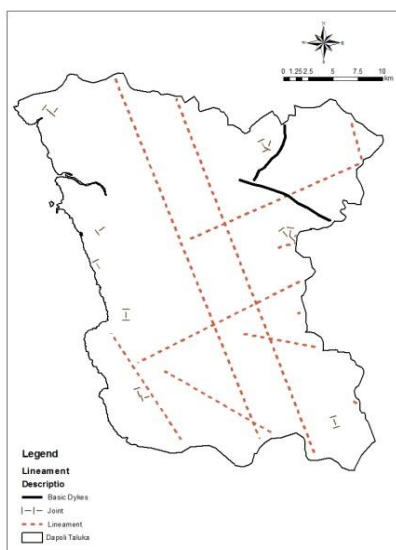 N
0 1.25 2.5 5 7.5 10
km
Legend
Lineament
Descriptio
Basic Dykes
Joint
Lineament
Dapoli Taluka